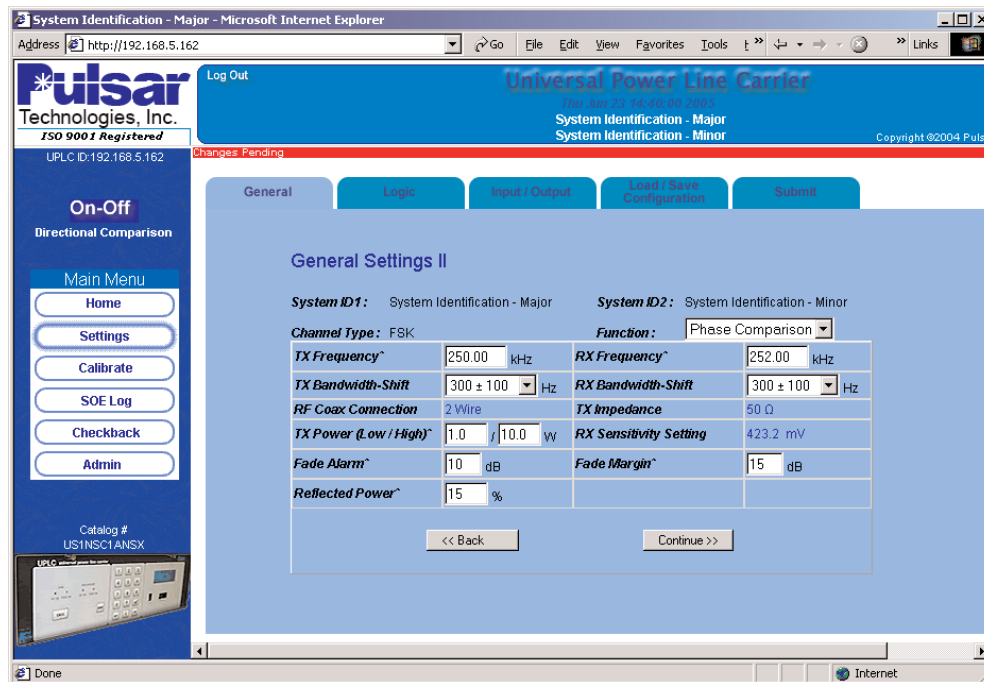 System Identification - Major - Microsoft Internet Explorer
Address http://192.168.5.162 Go File Edit View Favorites Tools » Links
Pulsar
Technologies, Inc.
ISO 9001 Registered
Log Out
Universal Power Line Carrier
Thu Jun 23 14:40:00 2005
System Identification - Major
System Identification - Minor
Copyright ©2004 Puls
UPLC ID:192.168.5.162
Changes Pending
On-Off
Directional Comparison
Main Menu
Home
Settings
Calibrate
SOE Log
Checkback
Admin
Catalog #
US1NSC1ANSX
UPLC
General
Logic
Input / Output
Load / Save
Configuration
Submit
General Settings II
System ID1 : System Identification - Major System ID2 : System Identification - Minor
Channel Type : FSK Function : Phase Comparison
TX Frequency^ 250.00 kHz RX Frequency^ 252.00 kHz
TX Bandwidth-Shift 300 ± 100 Hz RX Bandwidth-Shift 300 ± 100 Hz
RF Coax Connection 2 Wire TX Impedance 50 Ω
TX Power (Low / High)^ 1.0 / 10.0 W RX Sensitivity Setting 423.2 mV
Fade Alarm^ 10 dB Fade Margin^ 15 dB
Reflected Power^ 15 %
<< Back Continue >>
Done Internet